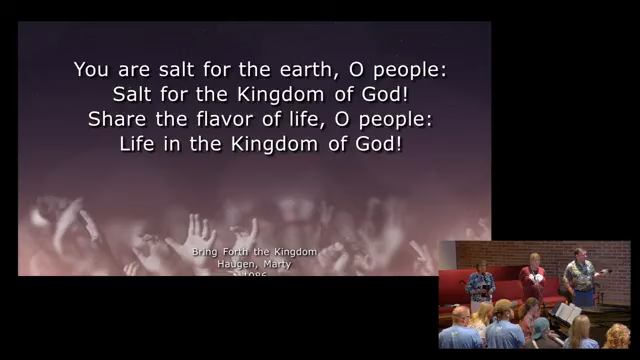 You are salt for the earth, O people:
Salt for the Kingdom of God!
Share the flavor of life, O people:
Life in the Kingdom of God!
Bring Forth the Kingdom
Haugen, Marty
1986